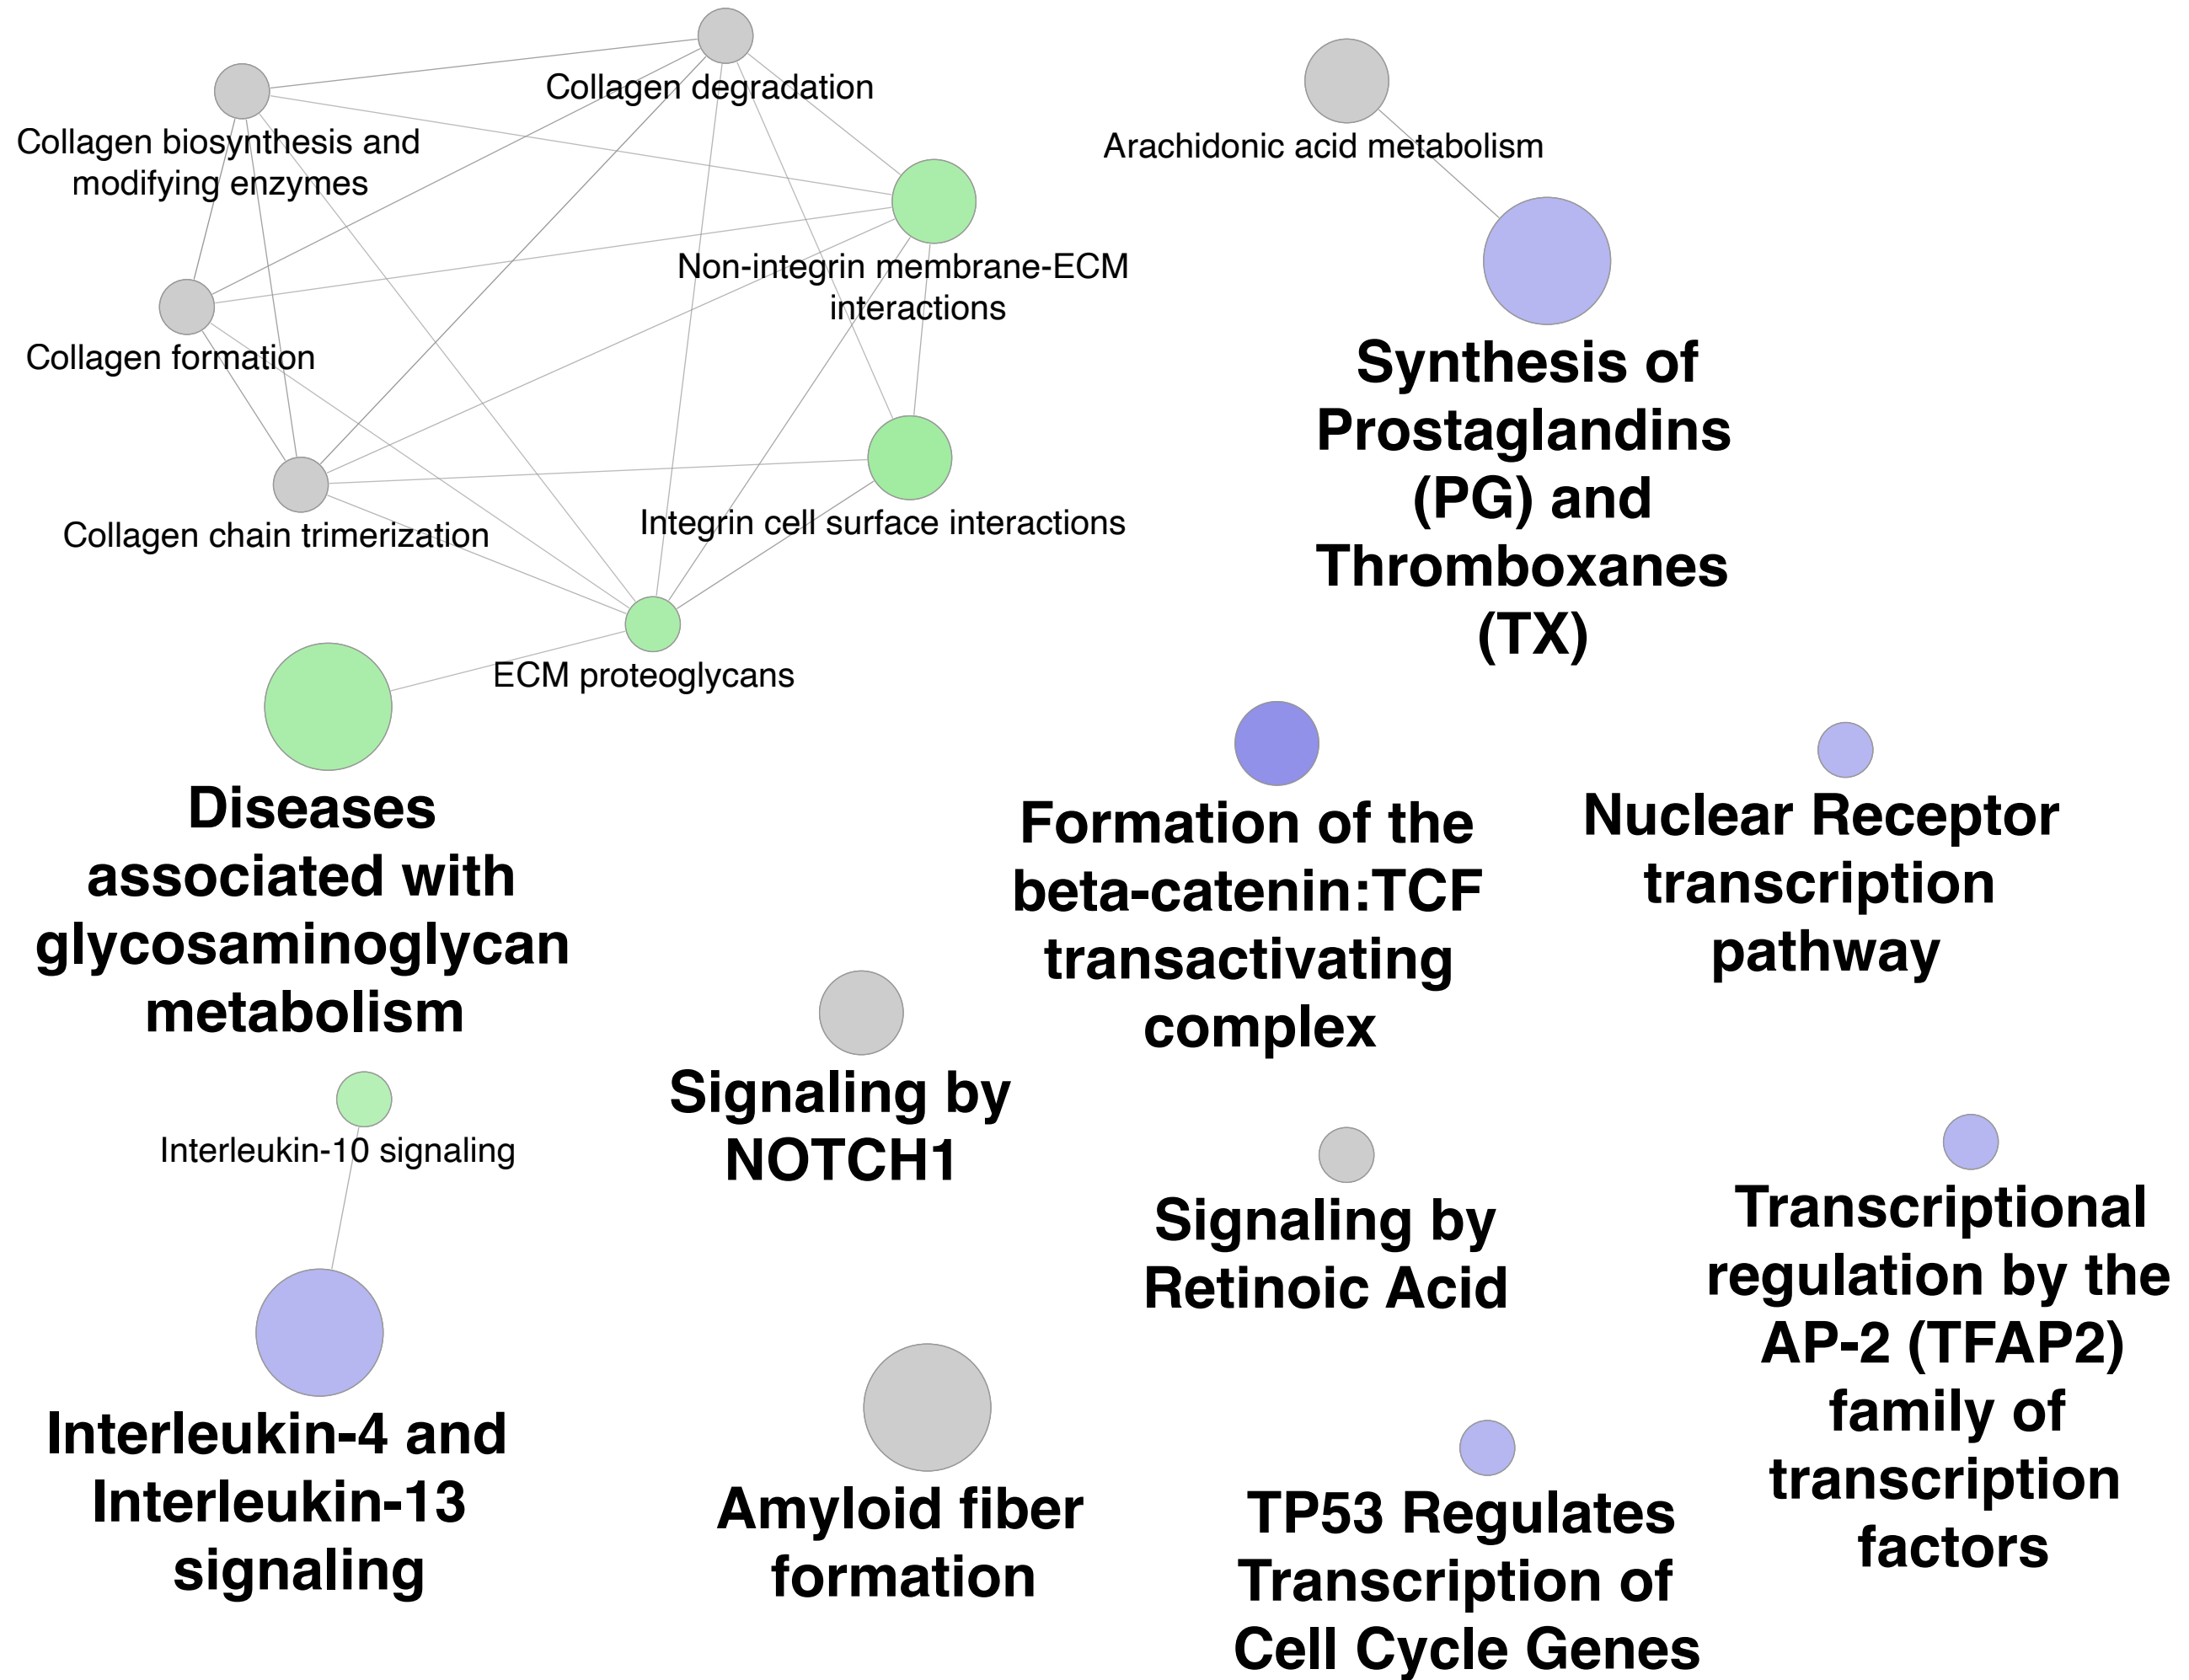 Collagen degradation
Collagen biosynthesis and
modifying enzymes
Arachidonic acid metabolism
Non-integrin membrane-ECM
interactions
Collagen formation
Synthesis of
Prostaglandins
(PG) and
Thromboxanes
(TX)
Integrin cell surface interactions
Collagen chain trimerization
ECM proteoglycans
Diseases
associated with
glycosaminoglycan
metabolism
Formation of the
beta-catenin:TCF
transactivating
complex
Nuclear Receptor
transcription
pathway
Signaling by
NOTCH1
Interleukin-10 signaling
Signaling by
Retinoic Acid
Transcriptional
regulation by the
AP-2 (TFAP2)
family of
transcription
factors
Interleukin-4 and
Interleukin-13
signaling
Amyloid fiber
formation
TP53 Regulates
Transcription of
Cell Cycle Genes